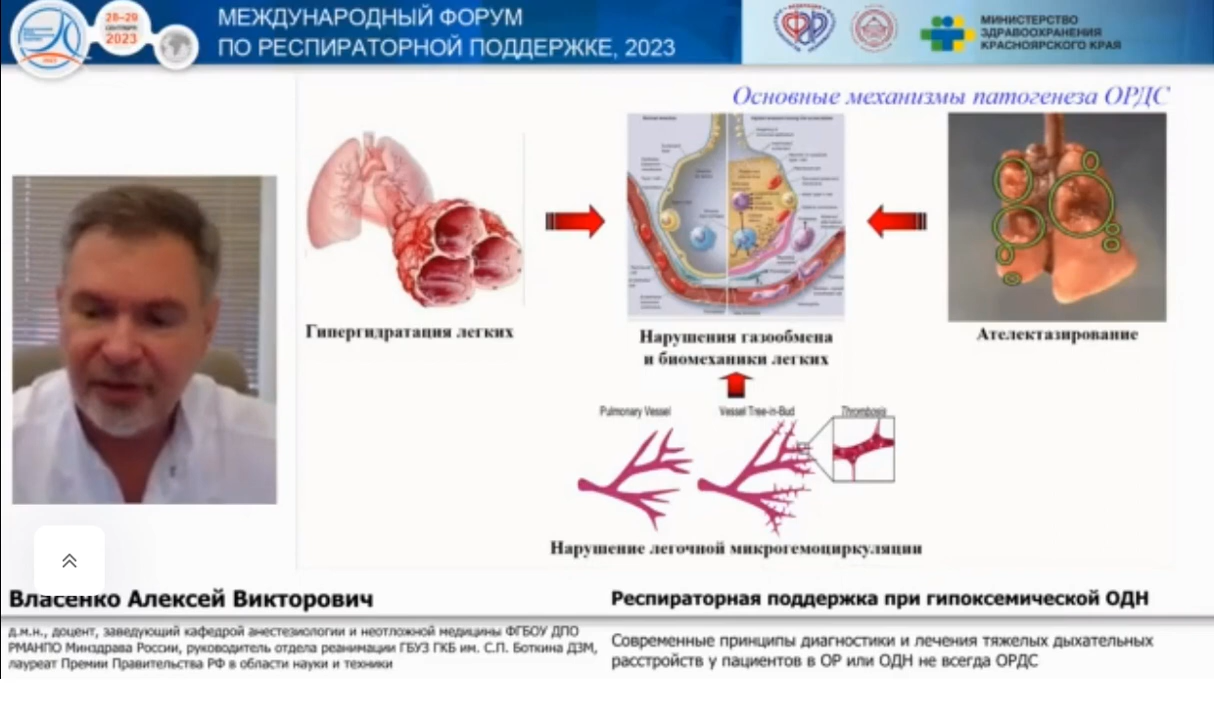 28-29
СЕНТЯБРЯ
2023
МЕЖДУНАРОДНЫЙ ФОРУМ
ПО РЕСПИРАТОРНОЙ ПОДДЕРЖКЕ, 2023
МИНИСТЕРСТВО
ЗДРАВООХРАНЕНИЯ
КРАСНОЯРСКОГО КРАЯ
Основные механизмы патогенеза ОРДС
Гипергидратация легких
Нарушения газообмена
и биомеханики легких
Ателектазирование
Pulmonary Vessel
Vessel Tree-in-Bud
Thrombosis
Нарушение легочной микрогемоциркуляции
Власенко Алексей Викторович
д.м.н., доцент, заведующий кафедрой анестезиологии и неотложной медицины ФГБОУ ДПО
РМАНПО Минздрава России, руководитель отдела реанимации ГБУЗ ГКБ им. С.П. Боткина ДЗМ,
лауреат Премии Правительства РФ в области науки и техники
Респираторная поддержка при гипоксемической ОДН
Современные принципы диагностики и лечения тяжелых дыхательных
расстройств у пациентов в ОР или ОДН не всегда ОРДС